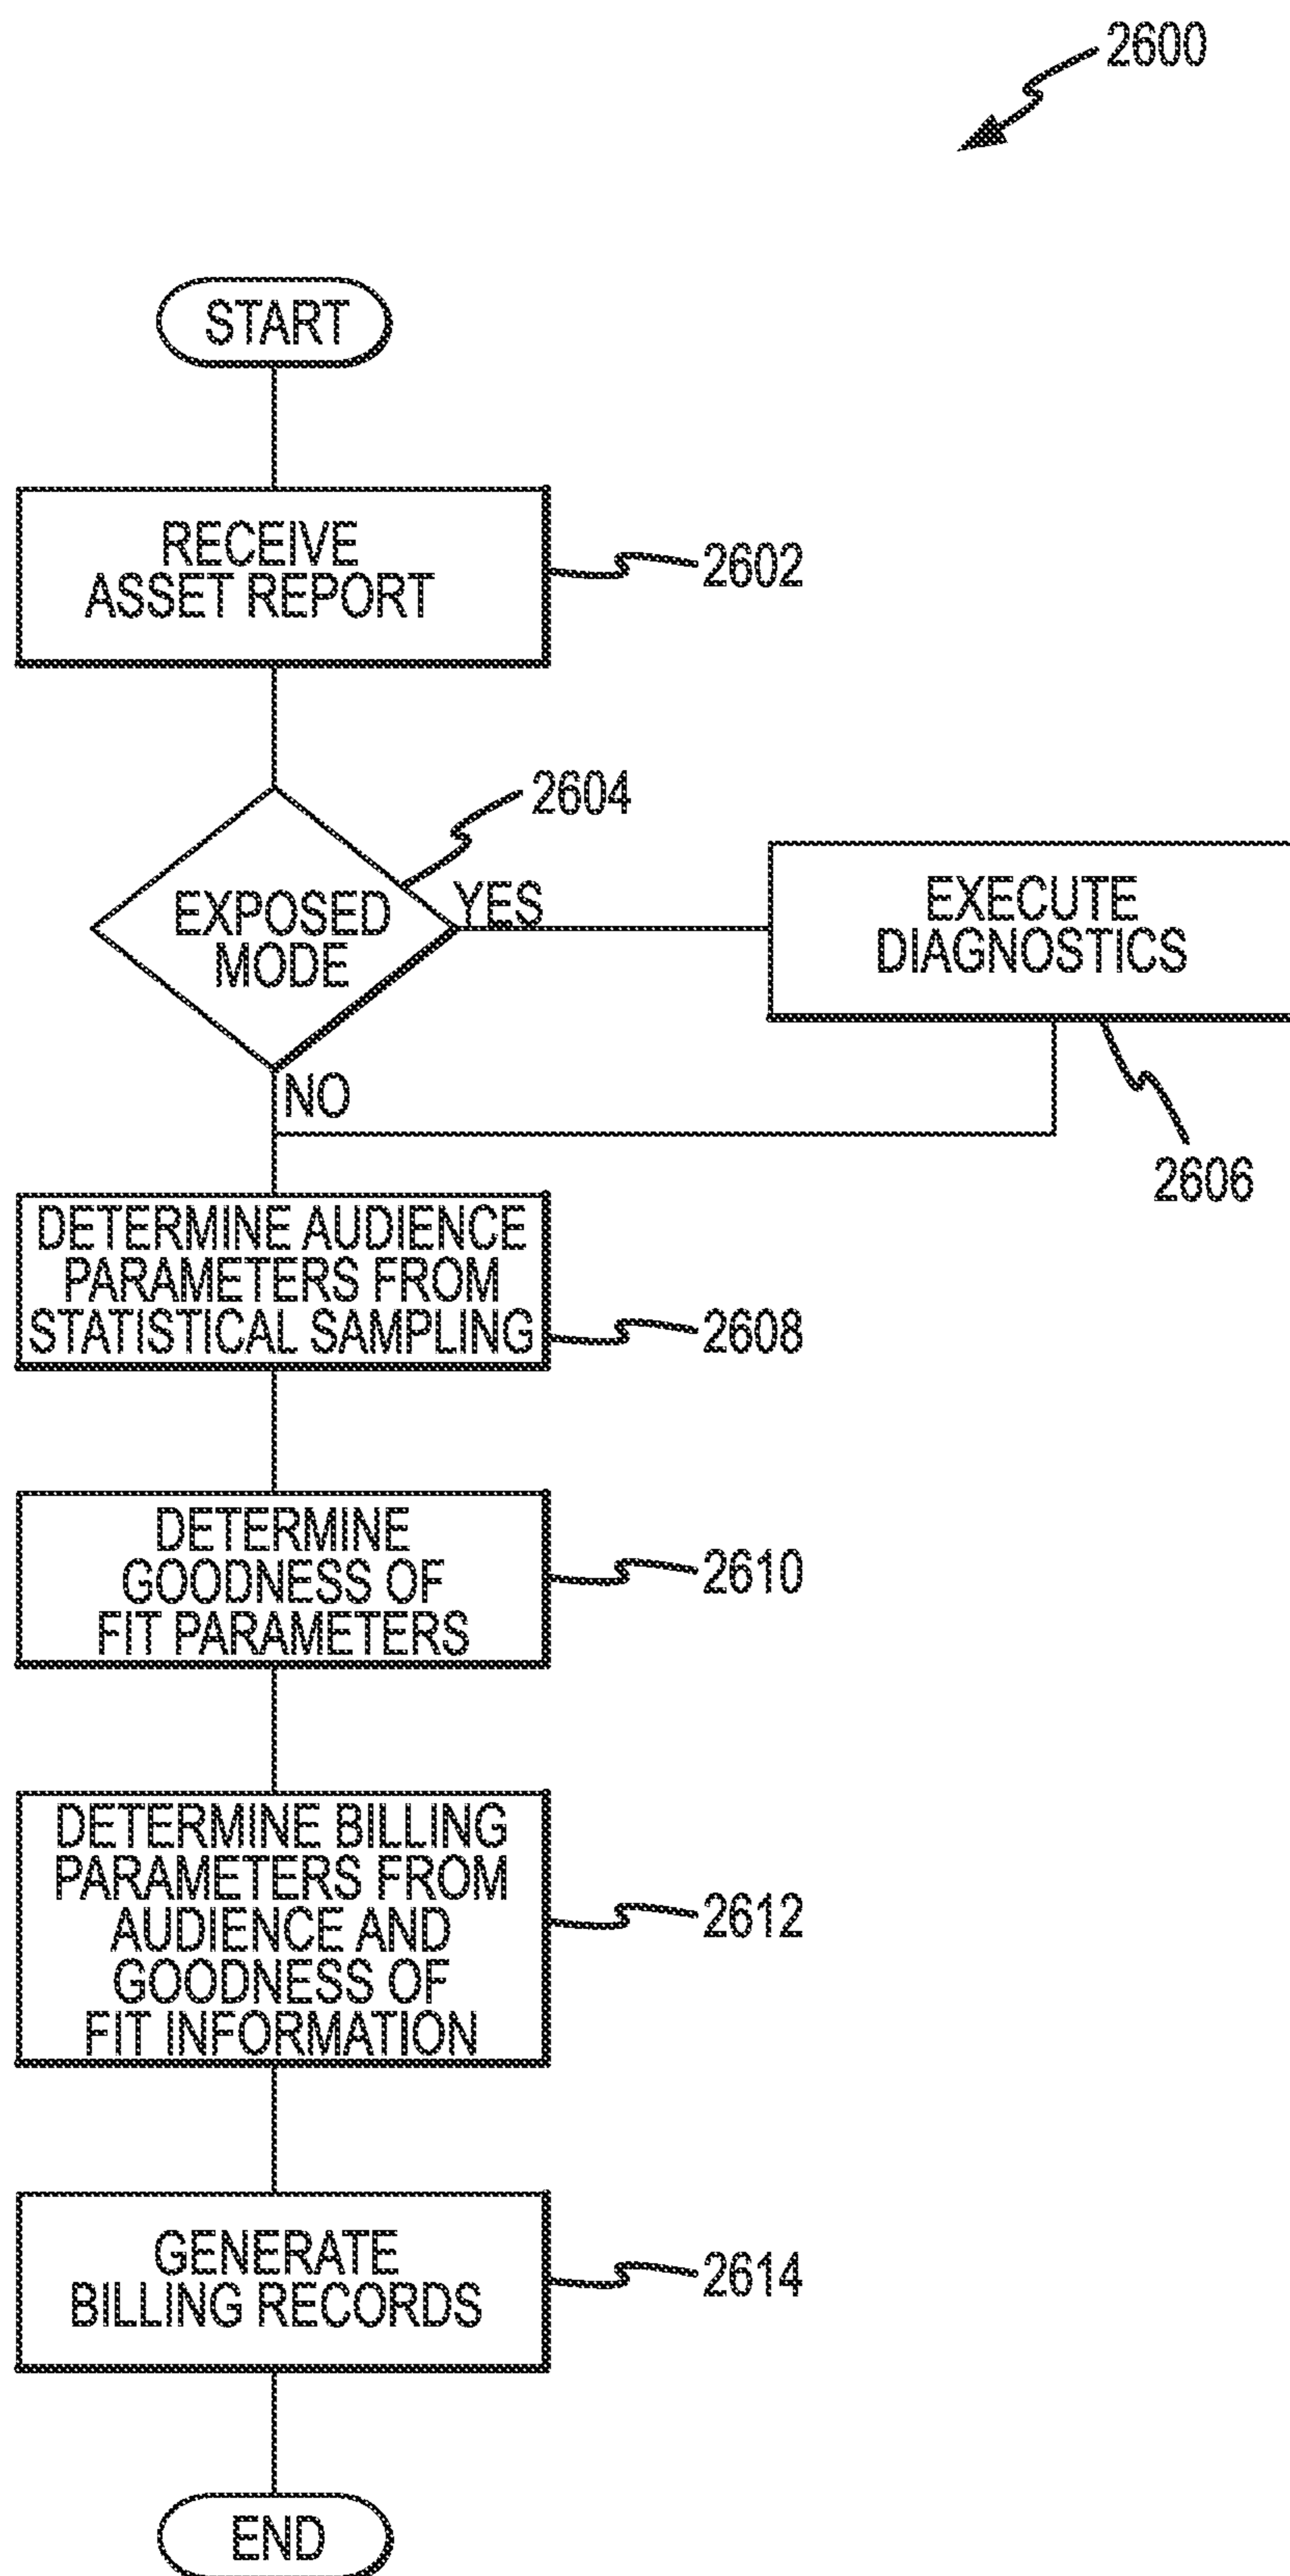 2600
START
RECEIVE
ASSET REPORT
2602
2604
EXPOSED
MODE
YES
EXECUTE
DIAGNOSTICS
NO
2606
DETERMINE AUDIENCE
PARAMETERS FROM
STATISTICAL SAMPLING
2608
DETERMINE
GOODNESS OF
FIT PARAMETERS
2610
DETERMINE BILLING
PARAMETERS FROM
AUDIENCE AND
GOODNESS OF
FIT INFORMATION
2612
GENERATE
BILLING RECORDS
2614
END